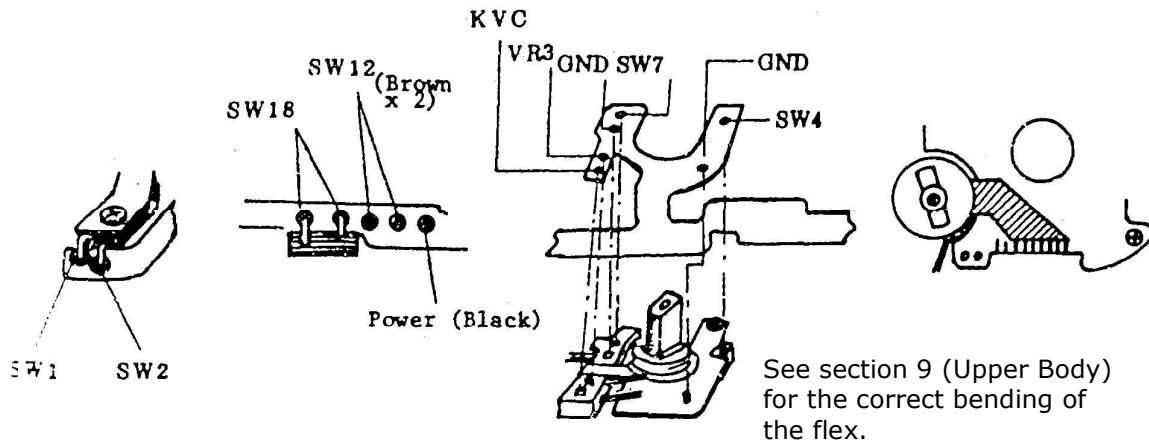 KVC
VR3
GND SW7
GND
SW12
(Brown
x 2)
SW18
SW4
Power (Black)
SW1
SW2
See section 9 (Upper Body)
for the correct bending of
the flex.